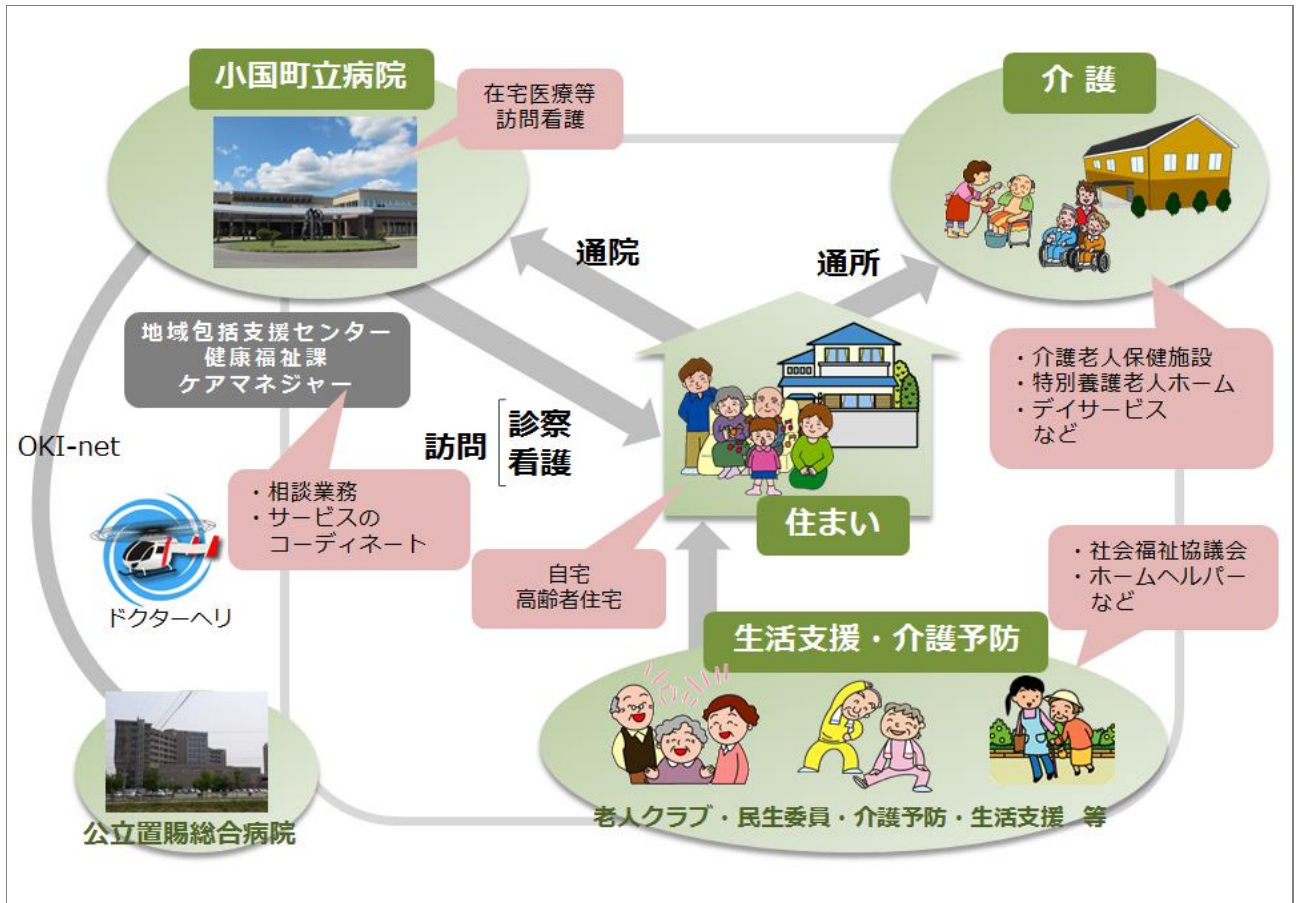 小国町立病院
在宅医療等
訪問看護
介 護
通院
通所
地域包括支援センター
健康福祉課
ケアマネジャー
・介護老人保健施設
・特別養護老人ホーム
・デイサービス
など
OKI-net
訪問
診察
看護
・相談業務
・サービスの
コーディネート
住まい
自宅
高齢者住宅
・社会福祉協議会
・ホームヘルパー
など
ドクターヘリ
生活支援・介護予防
老人クラブ・民生委員・介護予防・生活支援 等
公立置賜総合病院